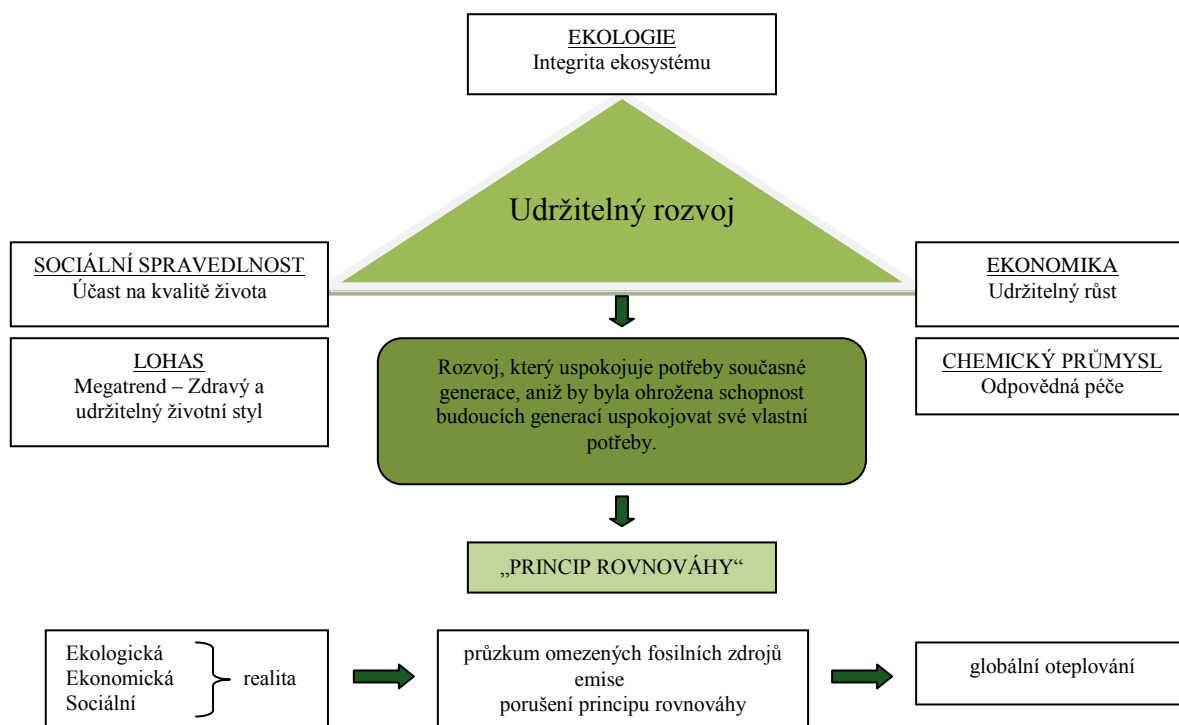 EKOLOGIE
Integrita ekosystému
Udržitelný rozvoj
SOCIÁLNÍ SPRAVEDLNOST
Účast na kvalitě života
EKONOMIKA
Udržitelný růst
LOHAS
Megatrend – Zdravý a
udržitelný životní styl
Rozvoj, který uspokojuje potřeby současné
generace, aniž by byla ohrožena schopnost
budoucích generací uspokojovat své vlastní
potřeby.
CHEMICKÝ PRŮMYSL
Odpovědná péče
„PRINCIP ROVNOVÁHY“
Ekologická
Ekonomická
Sociální
realita
průzkum omezených fosilních zdrojů
emise
porušení principu rovnováhy
globální oteplování